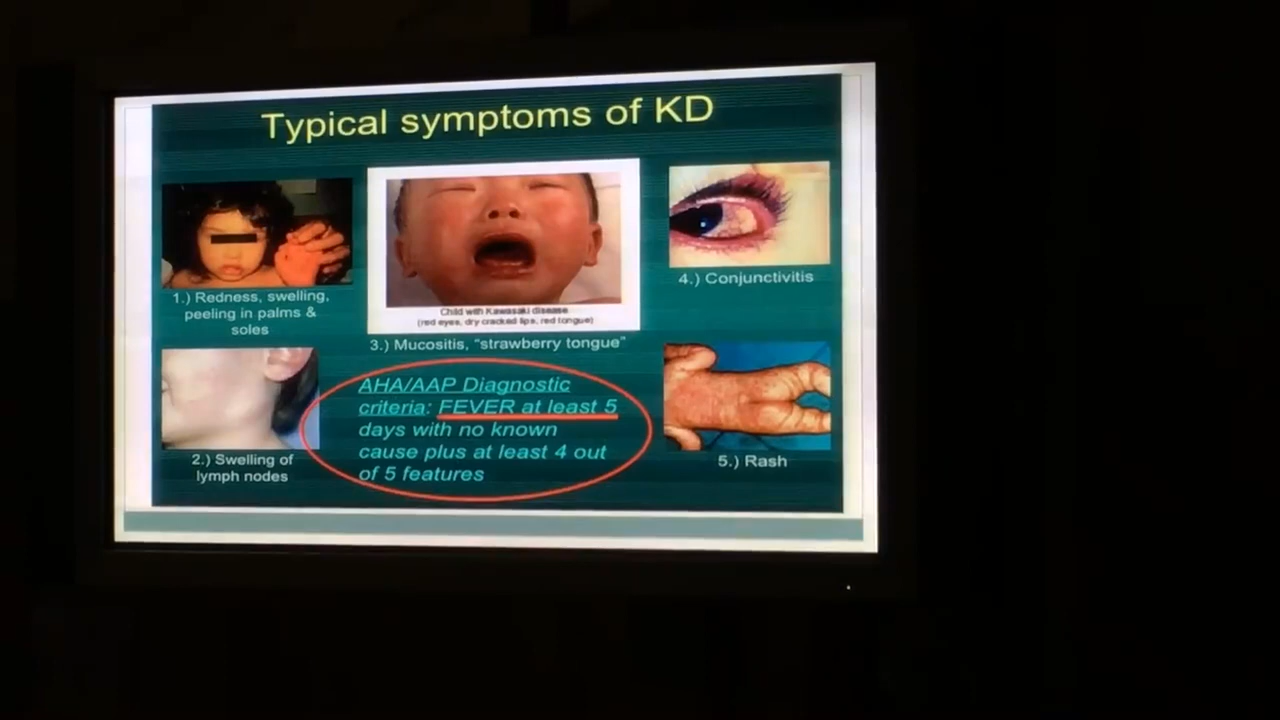 Typical symptoms of KD
1.) Redness, swelling,
peeling in palms &
soles
Child with Kawasaki disease
(red eyes, dry cracked lips, red tongue)
3.) Mucositis, “strawberry tongue”
4.) Conjunctivitis
2.) Swelling of
lymph nodes
AHA/AAP Diagnostic
criteria: FEVER at least 5
days with no known
cause plus at least 4 out
of 5 features
5.) Rash